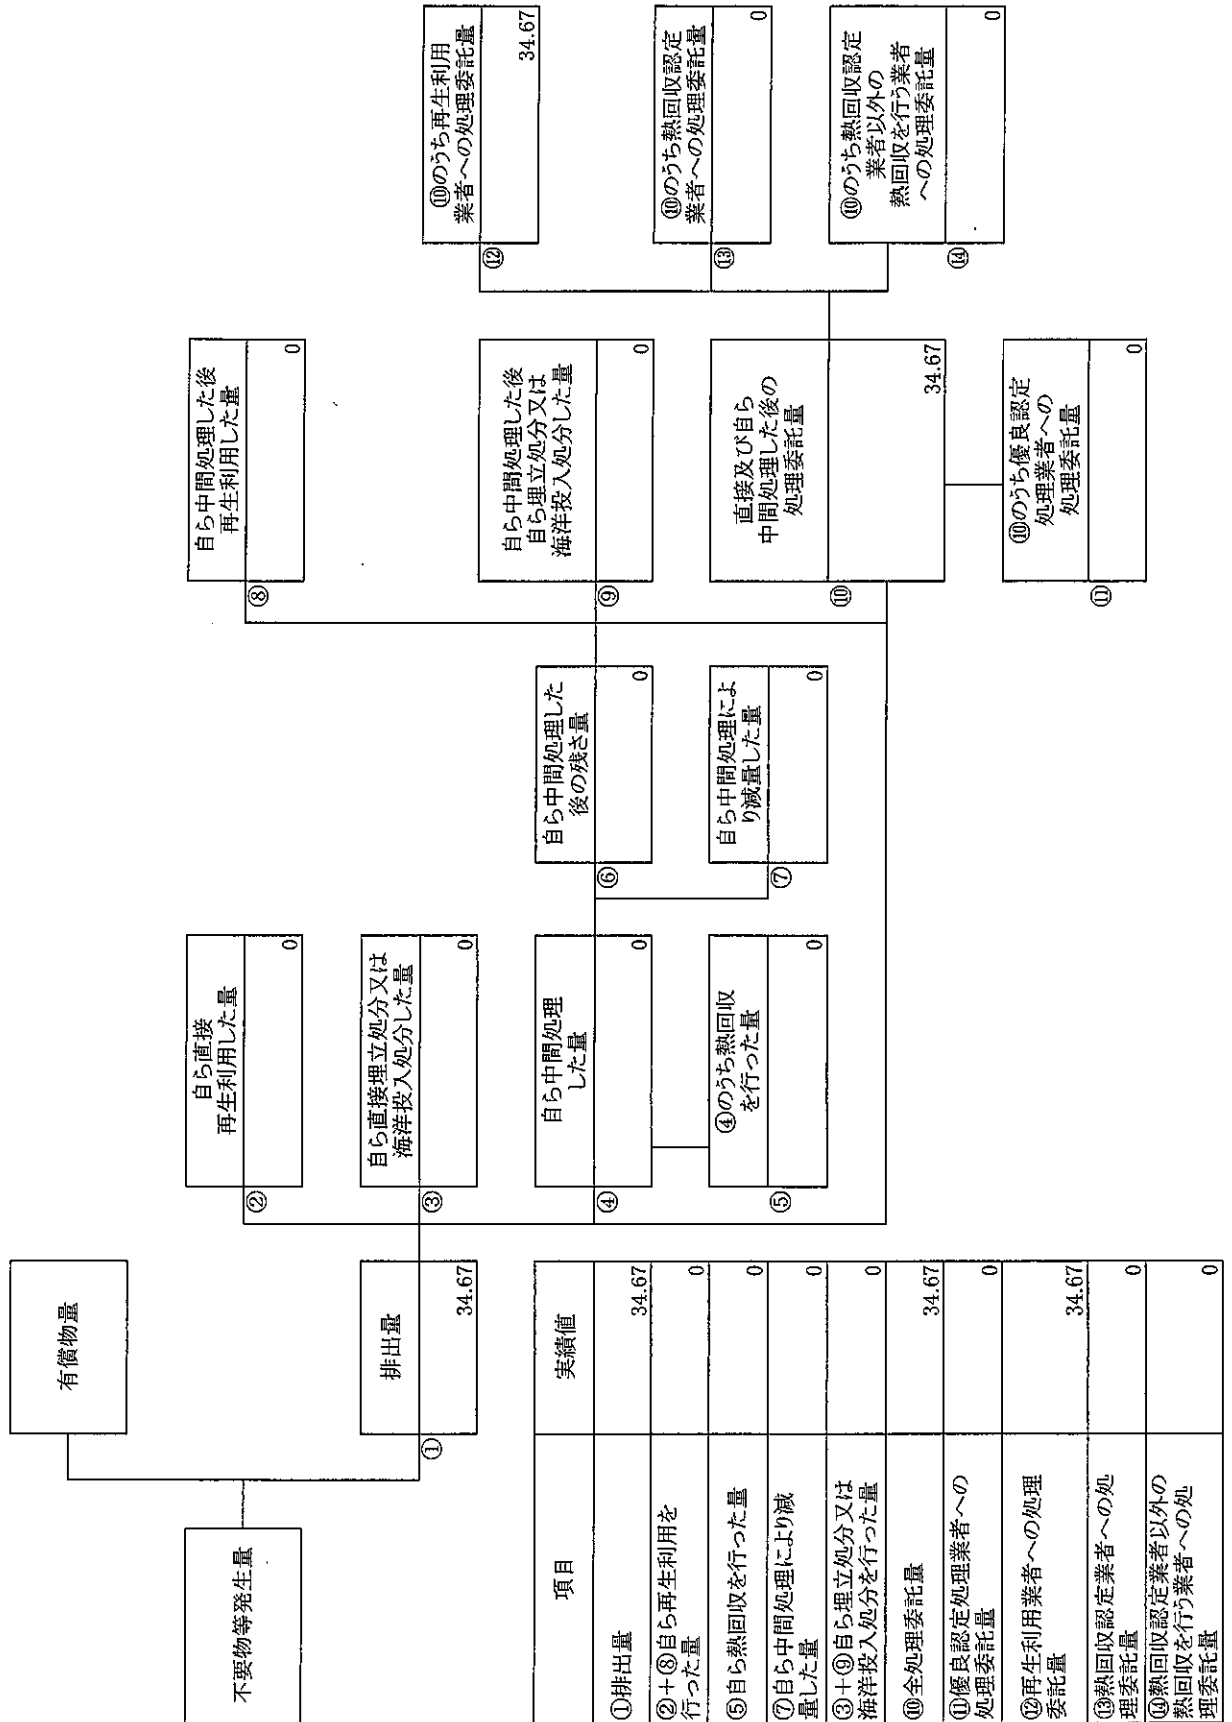 不要物等発生量
有償物量
①
排出量
34.67
②
自ら直接
再生利用した量
0
③
自ら直接埋立処分又は
海洋投入処分した量
0
④
自ら中間処理
した量
0
⑤
④のうち熱回収
を行った量
0
⑥
自ら中間処理した
後の残さ量
0
⑦
自ら中間処理によ
り減量した量
0
⑧
自ら中間処理した後
再生利用した量
0
⑨
自ら中間処理した後
自ら埋立処分又は
海洋投入処分した量
0
⑩
直接及び自ら
中間処理した後の
処理委託量
34.67
⑪
⑩のうち優良認定
処理業者への
処理委託量
0
⑫
⑩のうち再生利用
業者への処理委託量
34.67
⑬
⑩のうち熱回収認定
業者への処理委託量
0
⑭
⑩のうち熱回収認定
業者以外の
熱回収を行う業者
への処理委託量
0
項目 実績値
①排出量 34.67
②+⑧自ら再生利用を
行った量 0
⑤自ら熱回収を行った量 0
⑦自ら中間処理により減
量した量 0
③+⑨自ら埋立処分又は
海洋投入処分を行った量 0
⑩全処理委託量 34.67
⑪優良認定処理業者への
処理委託量 0
⑫再生利用業者への処理
委託量 34.67
⑬熱回収認定業者への処
理委託量 0
⑭熱回収認定業者以外の
熱回収を行う業者への処
理委託量 0